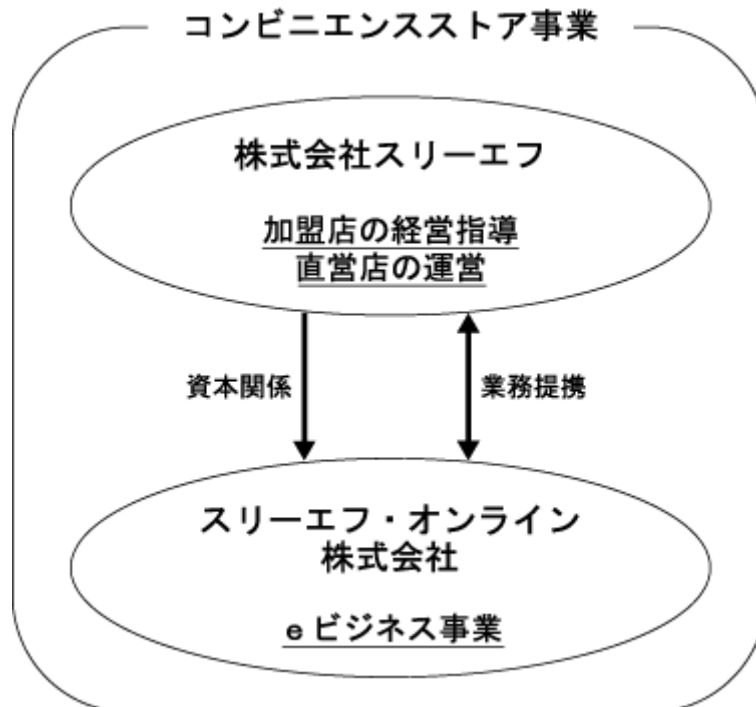 コンビニエンスストア事業
株式会社スリーエフ
加盟店の経営指導
直営店の運営
資本関係
業務提携
スリーエフ・オンライン
株式会社
eビジネス事業